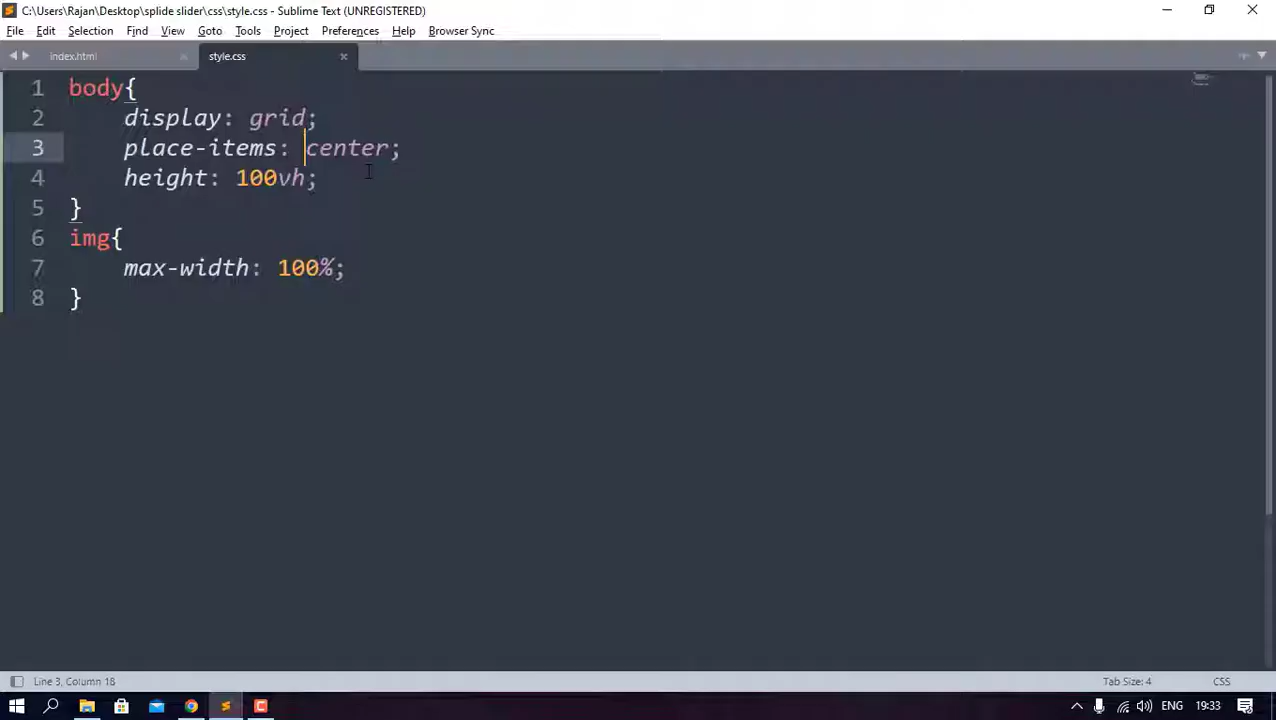 C:\Users\Rajan\Desktop\splide slider\css\style.css - Sublime Text (UNREGISTERED)
File Edit Selection Find View Goto Tools Project Preferences Help Browser Sync
index.html style.css
1 body{
2 display: grid;
3 place-items: center;
4 height: 100vh;
5 }
6 img{
7 max-width: 100%;
8 }
Line 3, Column 18 Tab Size: 4 CSS
ENG 19:33